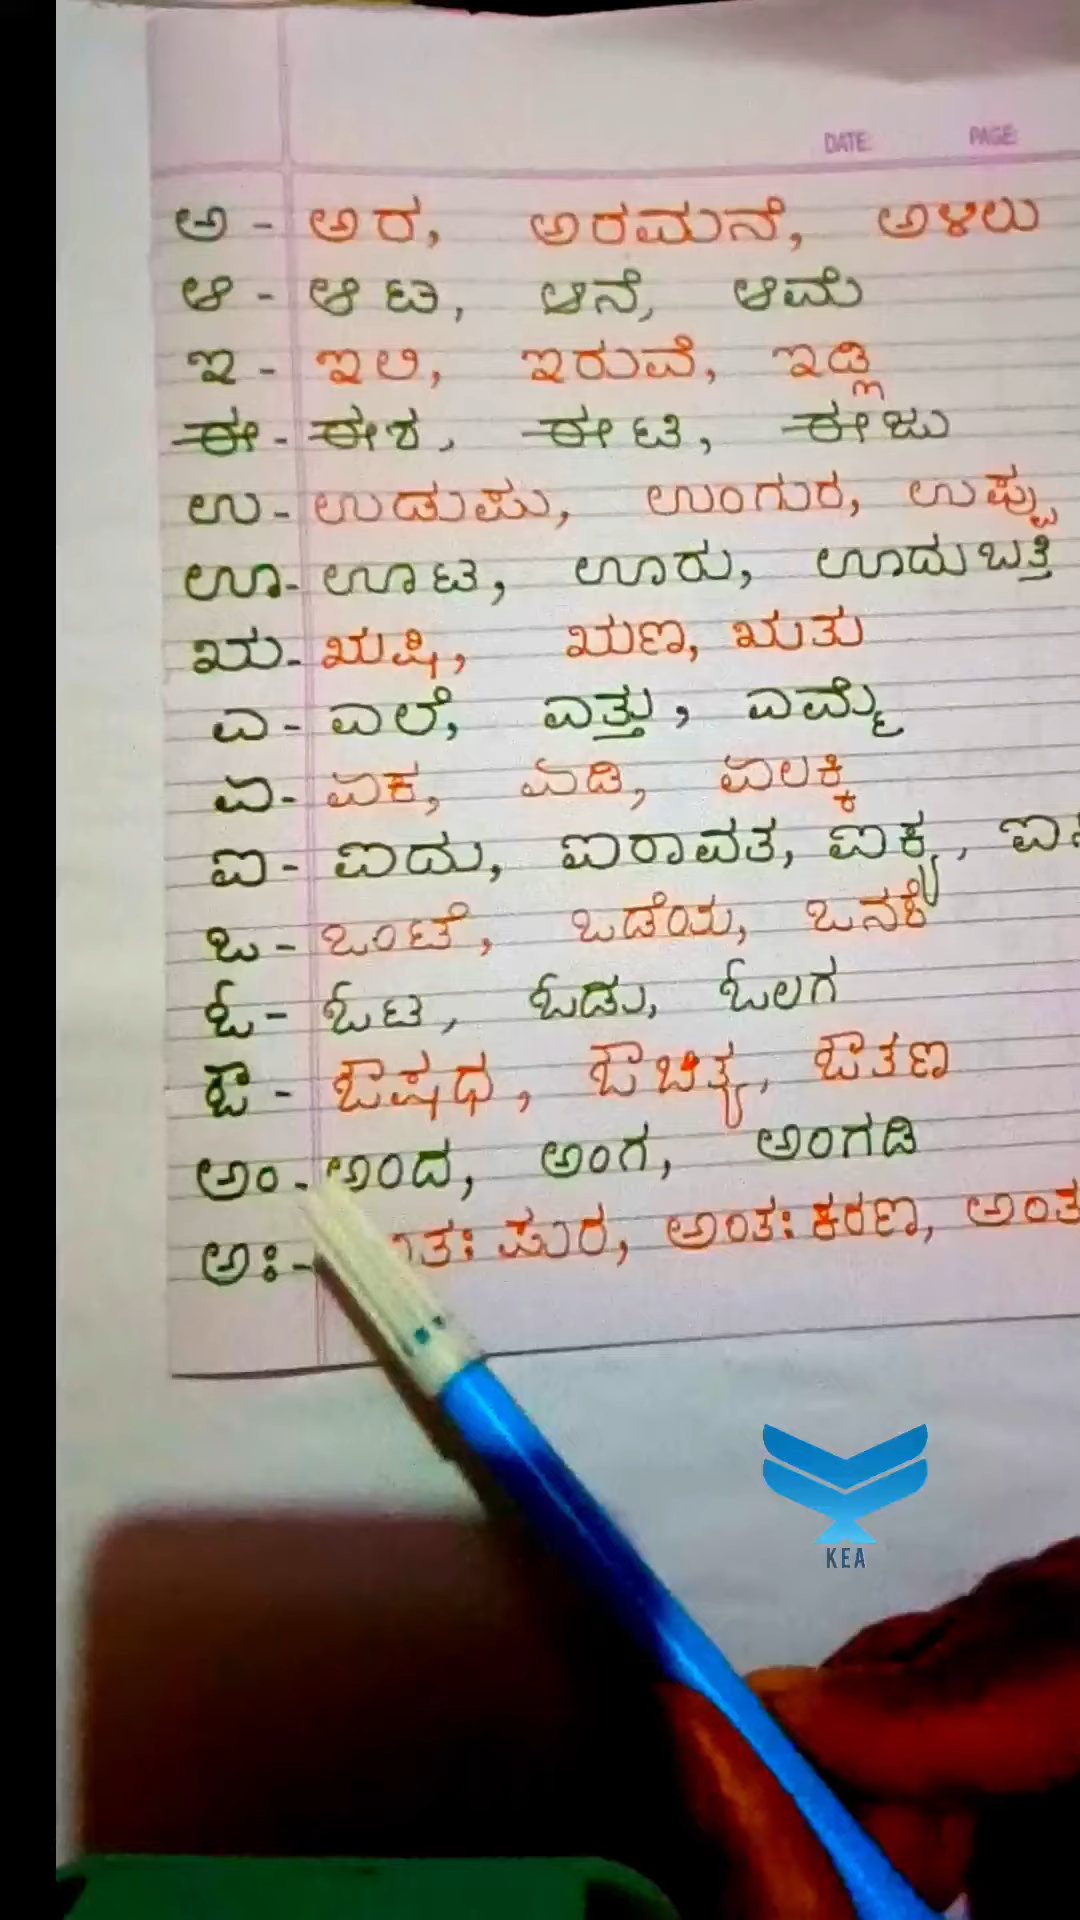 DATE: PAGE:
ಅ - ಅರ, ಅರಮನೆ, ಅಳಲು
ಆ - ಆಟ, ಆನೆ, ಆಮೆ
ಇ - ಇಲಿ, ಇರುವೆ, ಇಡ್ಲಿ
ಈ - ಈಶ, ಈಟಿ, ಈಜು
ಉ - ಉಡುಪು, ಉಂಗುರ, ಉಪ್ಪು
ಊ - ಊಟ, ಊರು, ಊದುಬತ್ತಿ
ಋ - ಋಷಿ, ಋಣ, ಋತು
ಎ - ಎಲೆ, ಎತ್ತು, ಎಮ್ಮೆ
ಏ - ಏಕ, ಏಡಿ, ಏಲಕ್ಕಿ
ಐ - ಐದು, ಐರಾವತ, ಐಕ್ಯ,
ಒ - ಒಂಟೆ, ಒಡೆಯ, ಒನಕೆ
ಓ - ಓಟ, ಓಡು, ಓಲಗ
ಔ - ಔಷಧ, ಔಚಿತ್ಯ, ಔತಣ
ಅಂ - ಅಂದ, ಅಂಗ, ಅಂಗಡಿ
ಅಃ - ತಃಪುರ, ಅಂತಃಕರಣ, ಅಂತ
KEA